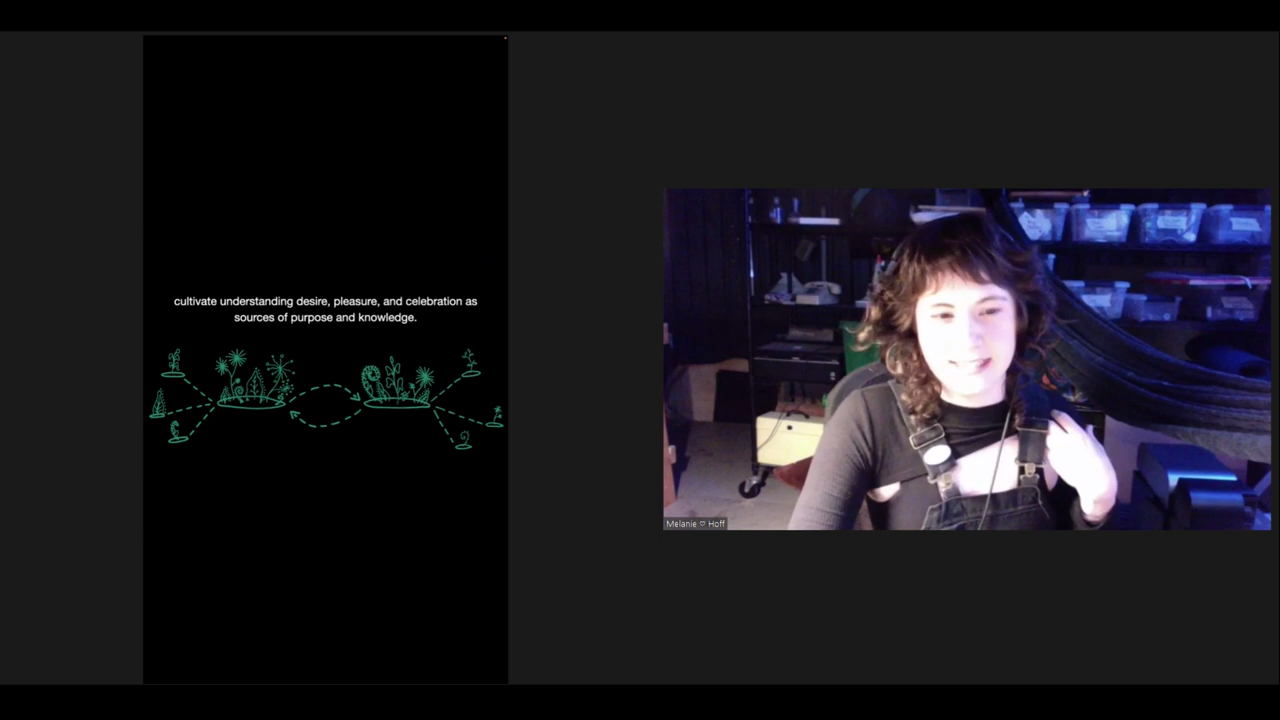 cultivate understanding desire, pleasure, and celebration as
sources of purpose and knowledge.
Melanie ♡ Hoff